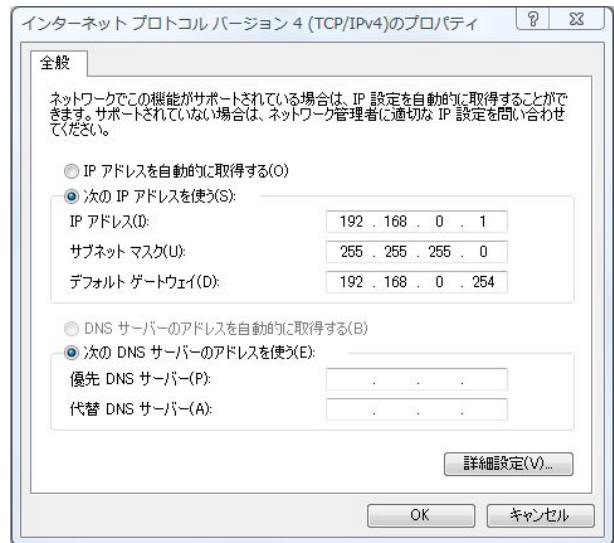 インターネット プロトコル バージョン 4 (TCP/IPv4)のプロパティ
全般
ネットワークでこの機能がサポートされている場合は、IP 設定を自動的に取得することがで
きます。サポートされていない場合は、ネットワーク管理者に適切な IP 設定を問い合わせ
てください。
IP アドレスを自動的に取得する(O)
次の IP アドレスを使う(S):
IP アドレス(I): 192 . 168 . 0 . 1
サブネット マスク(U): 255 . 255 . 255 . 0
デフォルト ゲートウェイ(D): 192 . 168 . 0 . 254
DNS サーバーのアドレスを自動的に取得する(B)
次の DNS サーバーのアドレスを使う(E):
優先 DNS サーバー(P): . . .
代替 DNS サーバー(A): . . .
詳細設定(V)...
OK キャンセル